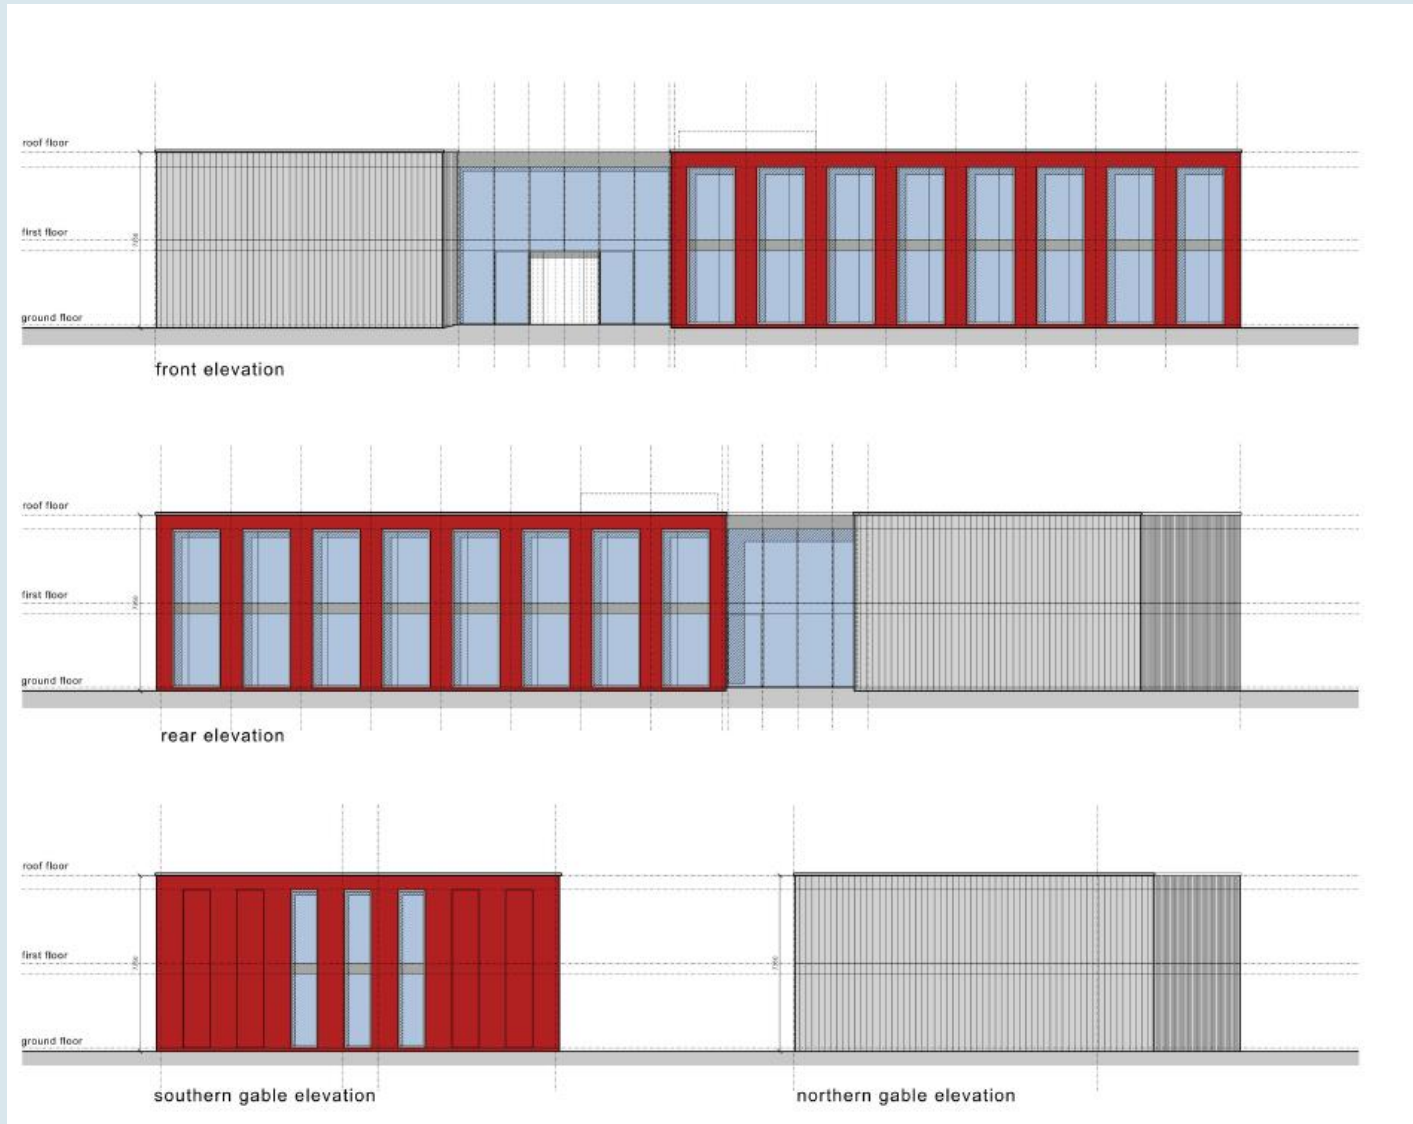 roof floor
first floor
ground floor
front elevation
roof floor
first floor
ground floor
rear elevation
roof floor
first floor
ground floor
southern gable elevation
northern gable elevation